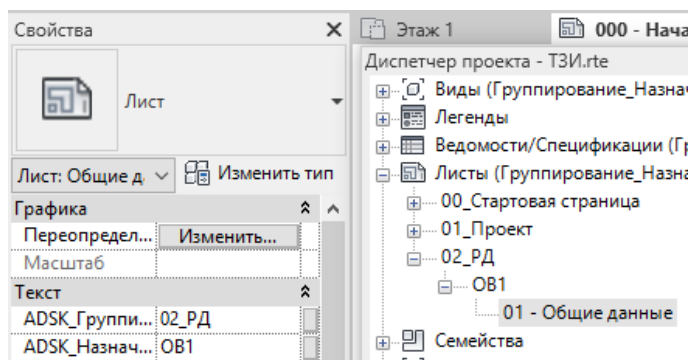 Свойства
Лист
Лист: Общие д
Изменить тип
Графика
Переопредел... Изменить...
Масштаб
Текст
ADSK_Группи... 02_РД
ADSK_Назнач... ОВ1
Этаж 1
000 - Нача
Диспетчер проекта - ТЗИ.rte
Виды (Группирование_Назнач
Легенды
Ведомости/Спецификации (Гр
Листы (Группирование_Назна
00_Стартовая страница
01_Проект
02_РД
ОВ1
01 - Общие данные
Семейства